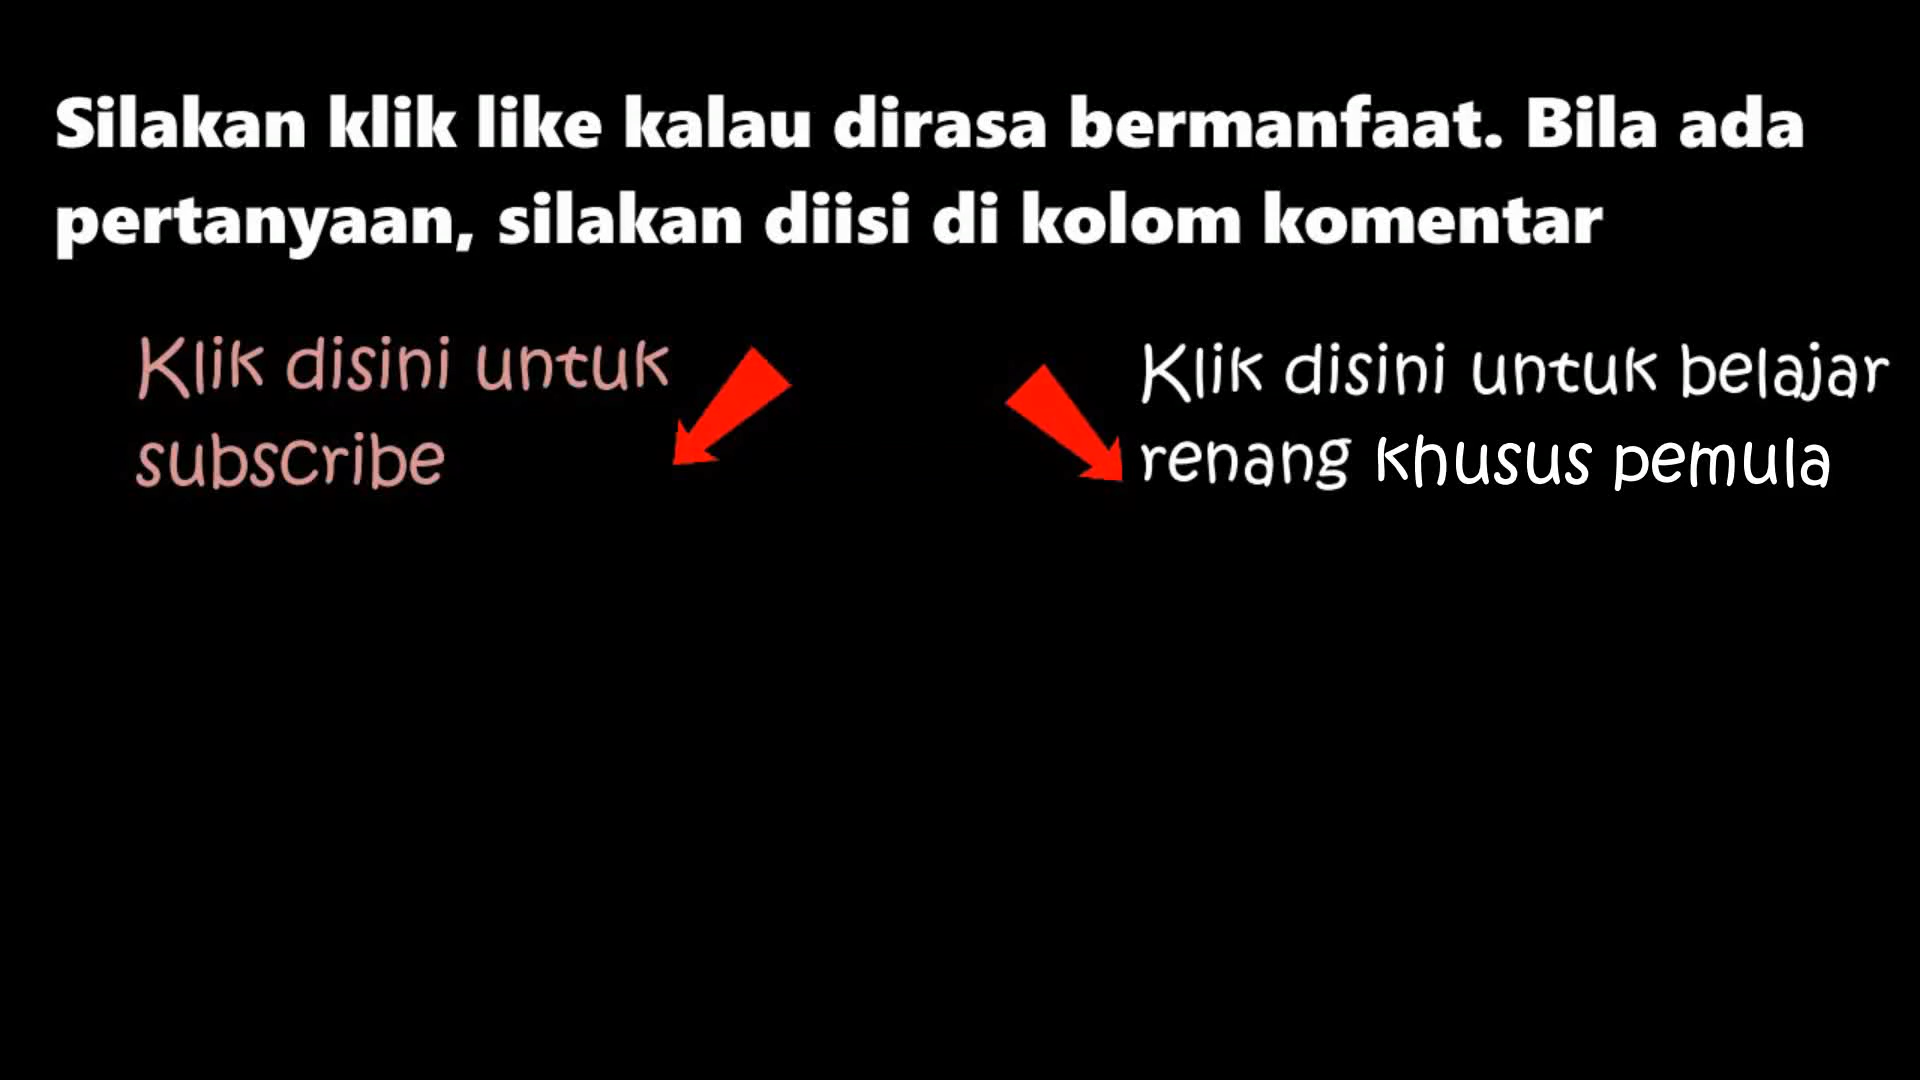 Silakan klik like kalau dirasa bermanfaat. Bila ada
pertanyaan, silakan diisi di kolom komentar
Klik disini untuk
subscribe
Klik disini untuk belajar
renang khusus pemula